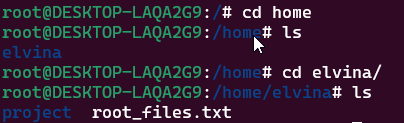 root@DESKTOP-LAQA2G9:/# cd home
root@DESKTOP-LAQA2G9:/home# ls
elvina
root@DESKTOP-LAQA2G9:/home# cd elvina/
root@DESKTOP-LAQA2G9:/home/elvina# ls
project  root_files.txt